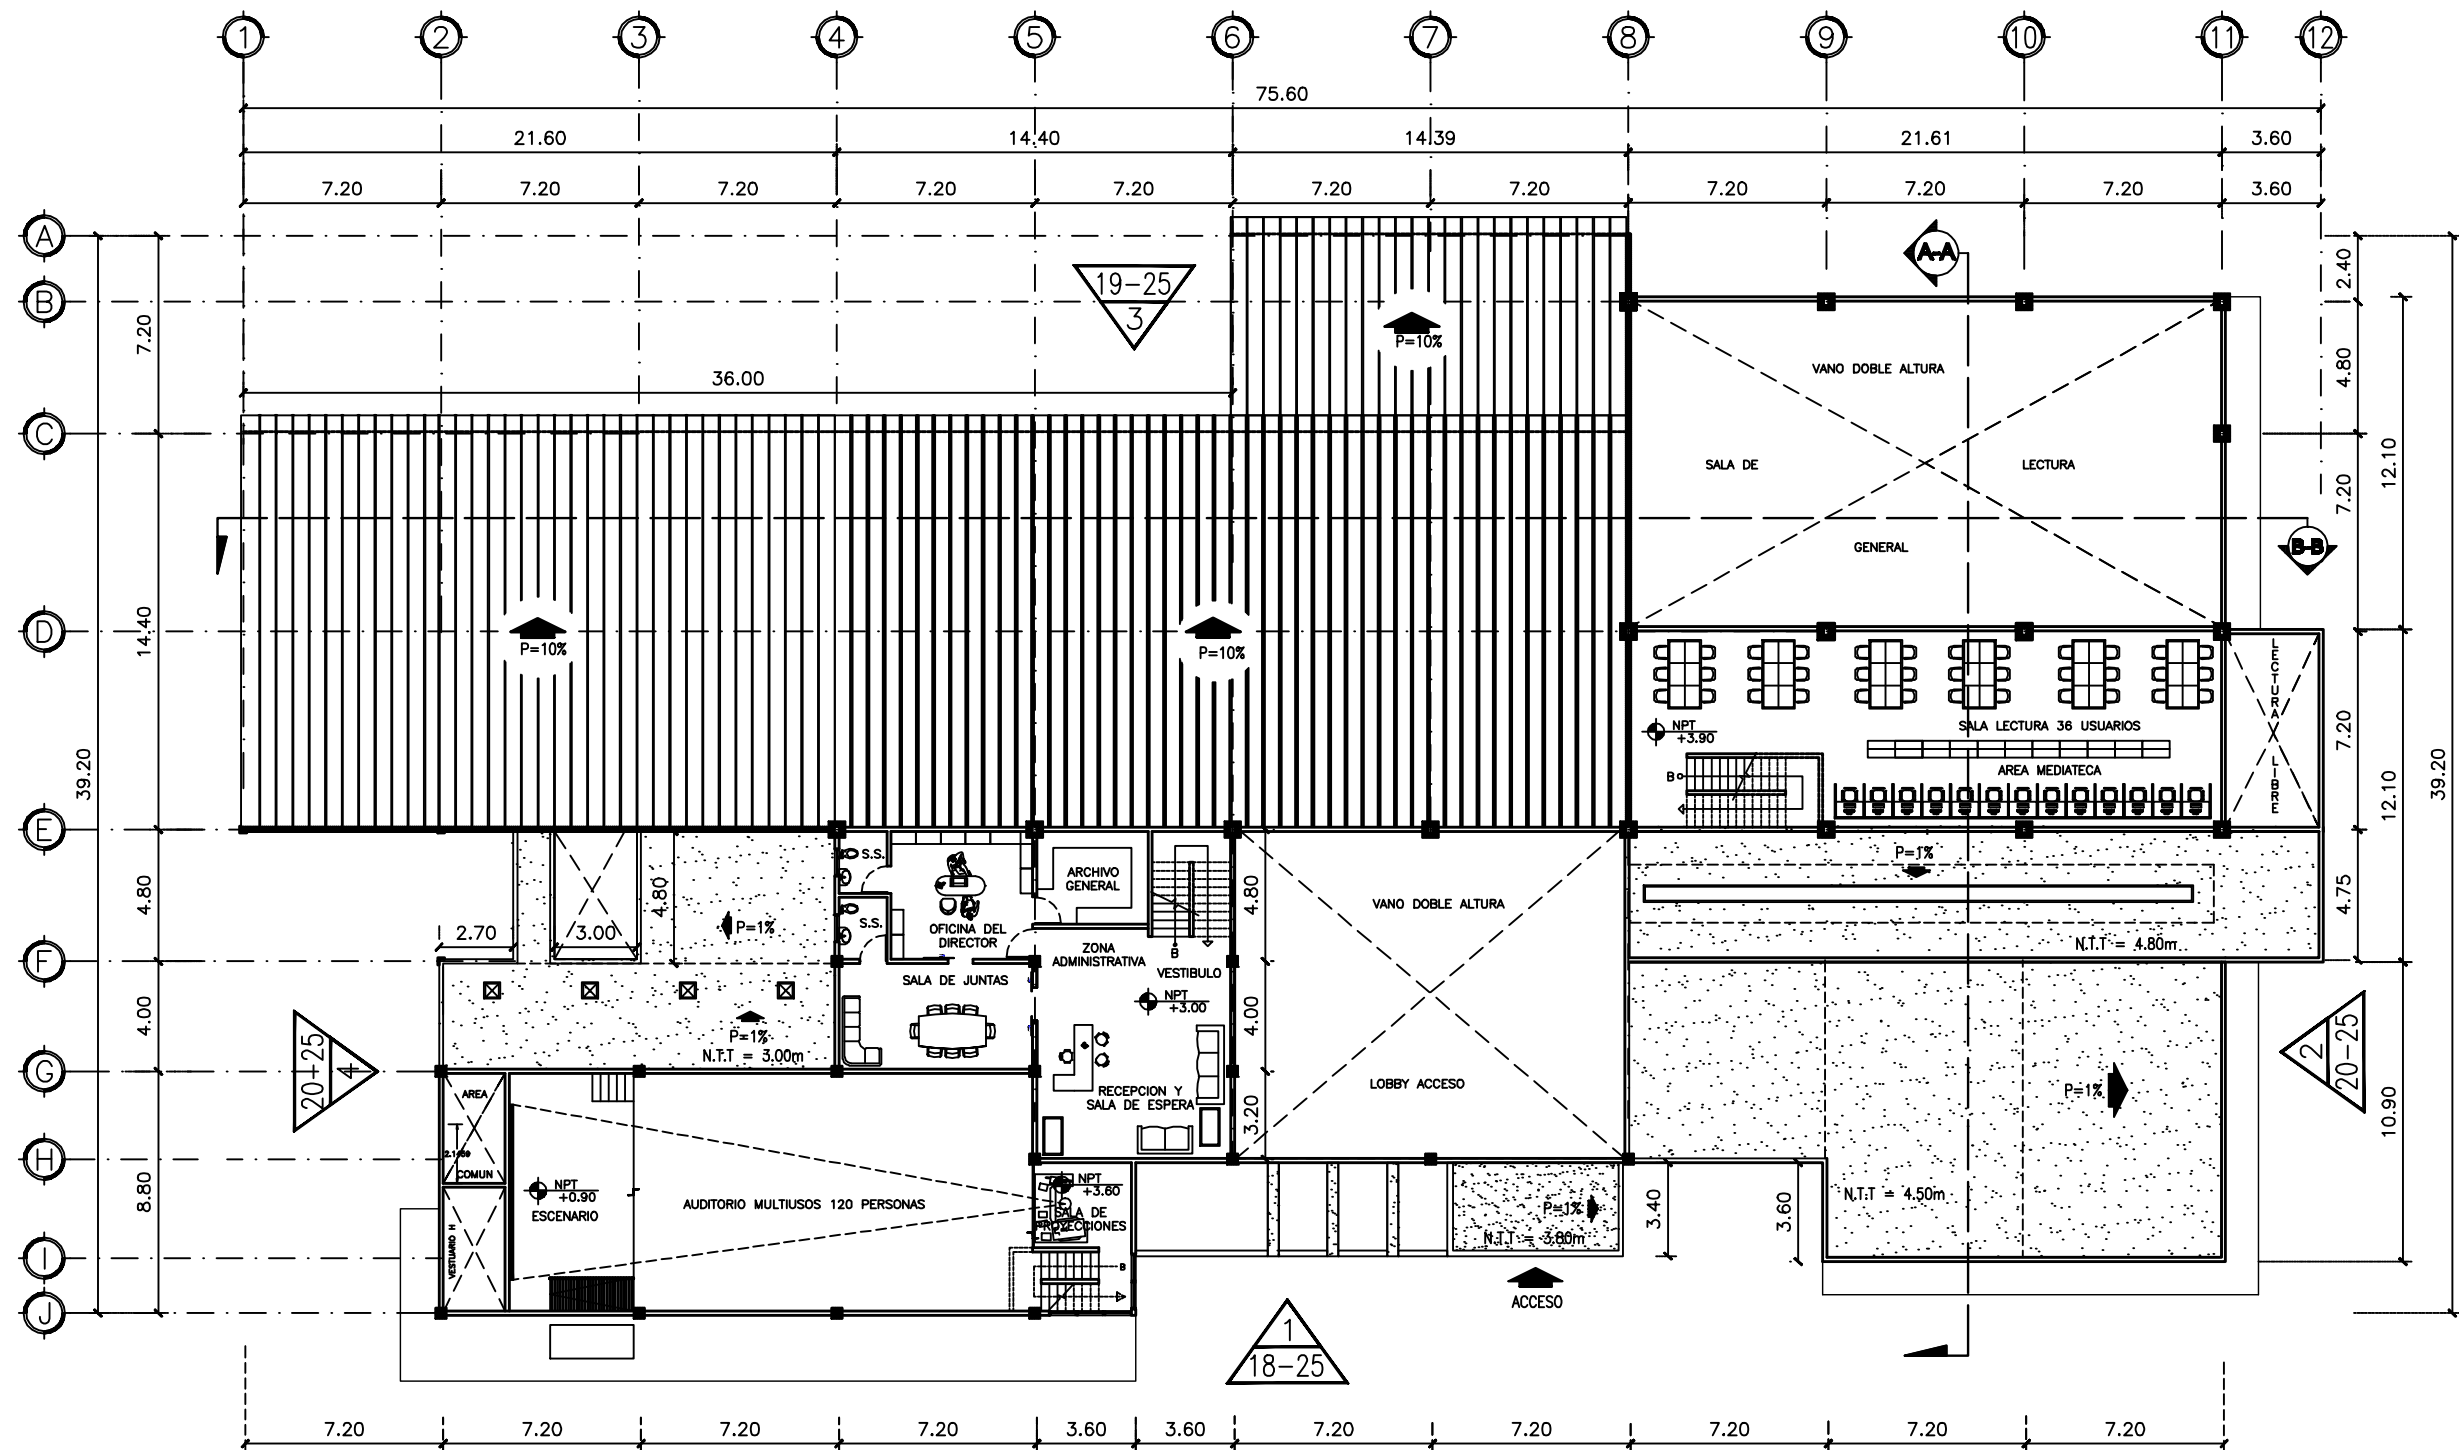 1 2 3 4 5 6 7 8 9 10 11 12
75.60
21.60 14.40 14.39 21.61 3.60
7.20 7.20 7.20 7.20 7.20 7.20 7.20 7.20 7.20 7.20 3.60
A
B
C
D
E
F
G
H
I
J
7.20
14.40
39.20
4.80
4.00
8.80
2.40
4.80
7.20
12.10
7.20
12.10
39.20
4.75
10.90
A-A
B-B
19-25
3
36.00
P=10%
P=10%
P=10%
VANO DOBLE ALTURA
SALA DE LECTURA
GENERAL
NPT
+3.90
SALA LECTURA 36 USUARIOS
AREA MEDIATECA
B
LECTURA LIBRE
P=1%
N.T.T = 4.80m
S.S.
S.S.
OFICINA DEL
DIRECTOR
ARCHIVO
GENERAL
B
ZONA
ADMINISTRATIVA
VESTIBULO
NPT
+3.00
SALA DE JUNTAS
RECEPCION Y
SALA DE ESPERA
4.80
4.00
3.20
VANO DOBLE ALTURA
LOBBY ACCESO
2.70
3.00
4.80
P=1%
P=1%
N.T.T = 3.00m
20+25
4
2
20-25
AREA
COMUN
VESTUARIO H
NPT
+0.90
ESCENARIO
AUDITORIO MULTIUSOS 120 PERSONAS
NPT
+3.60
SALA DE
PROYECCIONES
B
P=1%
N.T.T = 3.80m
3.40
3.60
P=1%
N.T.T = 4.50m
ACCESO
1
18-25
7.20 7.20 7.20 7.20 3.60 3.60 7.20 7.20 7.20 7.20 7.20